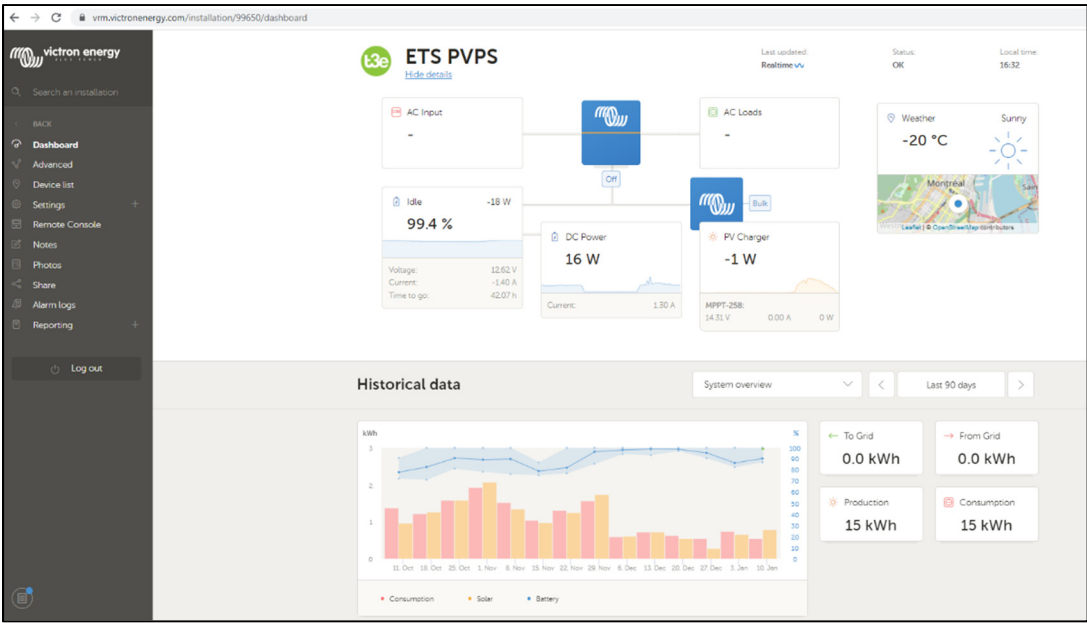 vrm.victronenergy.com/installation/99650/dashboard
victron energy
BLUE POWER
Search an installation
BACK
Dashboard
Advanced
Device list
Settings +
Remote Console
Notes
Photos
Share
Alarm logs
Reporting +
Log out
t3e
ETS PVPS
Hide details
Last updated:
Realtime
Status:
OK
Local time:
16:32
AC Input
-
AC Loads
-
Off
Weather Sunny
-20 °C
Montréal
Leaflet | © OpenStreetMap contributors
Idle -18 W
99.4 %
Voltage: 12.62 V
Current: -1.40 A
Time to go: 42.07 h
DC Power
16 W
Current: 1.30 A
Bulk
PV Charger
-1 W
MPPT-258:
14.31 V 0.00 A 0 W
Historical data
System overview
Last 90 days
kWh %
3
2
1
0
100
90
80
70
60
50
40
30
20
10
0
11. Oct 18. Oct 25. Oct 1. Nov 8. Nov 15. Nov 22. Nov 29. Nov 6. Dec 13. Dec 20. Dec 27. Dec 3. Jan 10. Jan
Consumption Solar Battery
To Grid
0.0 kWh
From Grid
0.0 kWh
Production
15 kWh
Consumption
15 kWh